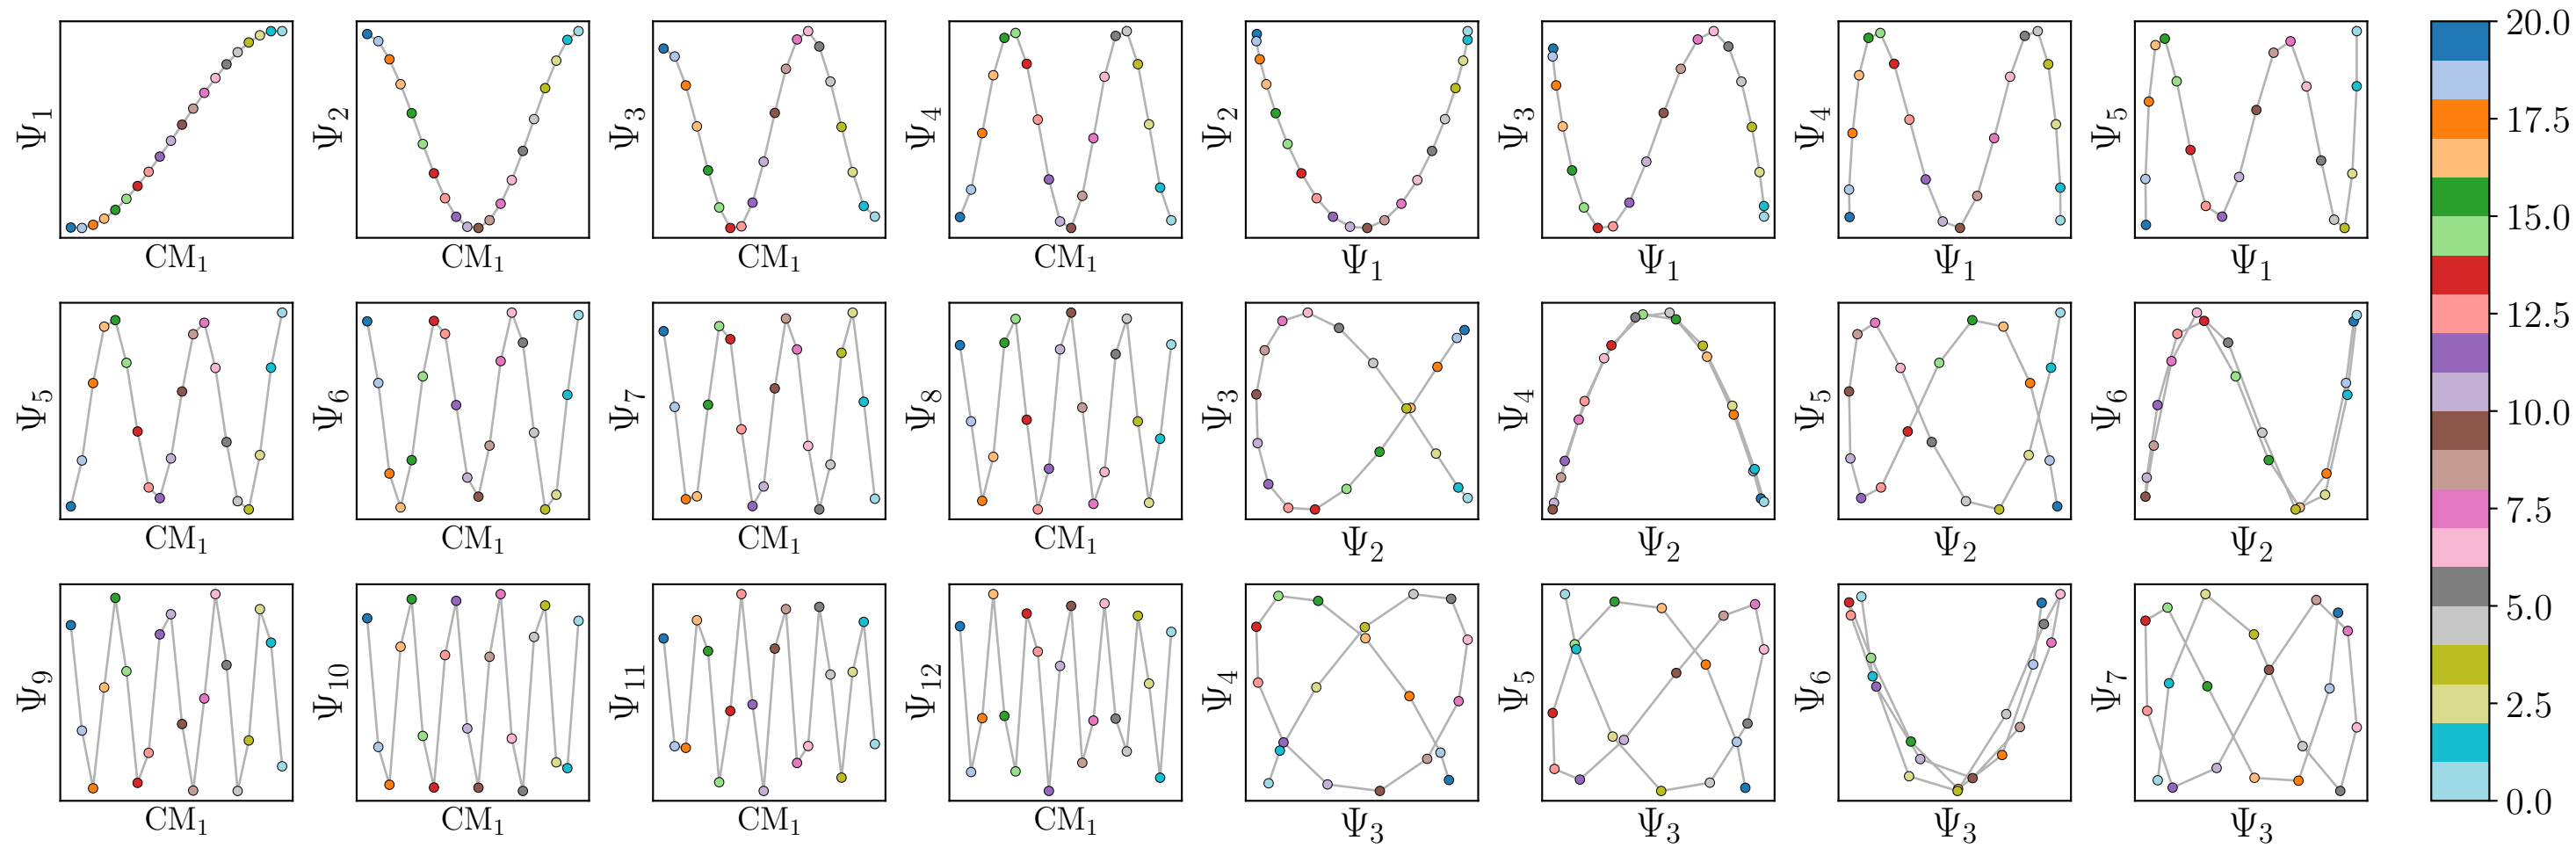 Ψ1 CM1
Ψ2 CM1
Ψ3 CM1
Ψ4 CM1
Ψ2 Ψ1
Ψ3 Ψ1
Ψ4 Ψ1
Ψ5 Ψ1
Ψ5 CM1
Ψ6 CM1
Ψ7 CM1
Ψ8 CM1
Ψ3 Ψ2
Ψ4 Ψ2
Ψ5 Ψ2
Ψ6 Ψ2
Ψ9 CM1
Ψ10 CM1
Ψ11 CM1
Ψ12 CM1
Ψ4 Ψ3
Ψ5 Ψ3
Ψ6 Ψ3
Ψ7 Ψ3
20.0
17.5
15.0
12.5
10.0
7.5
5.0
2.5
0.0